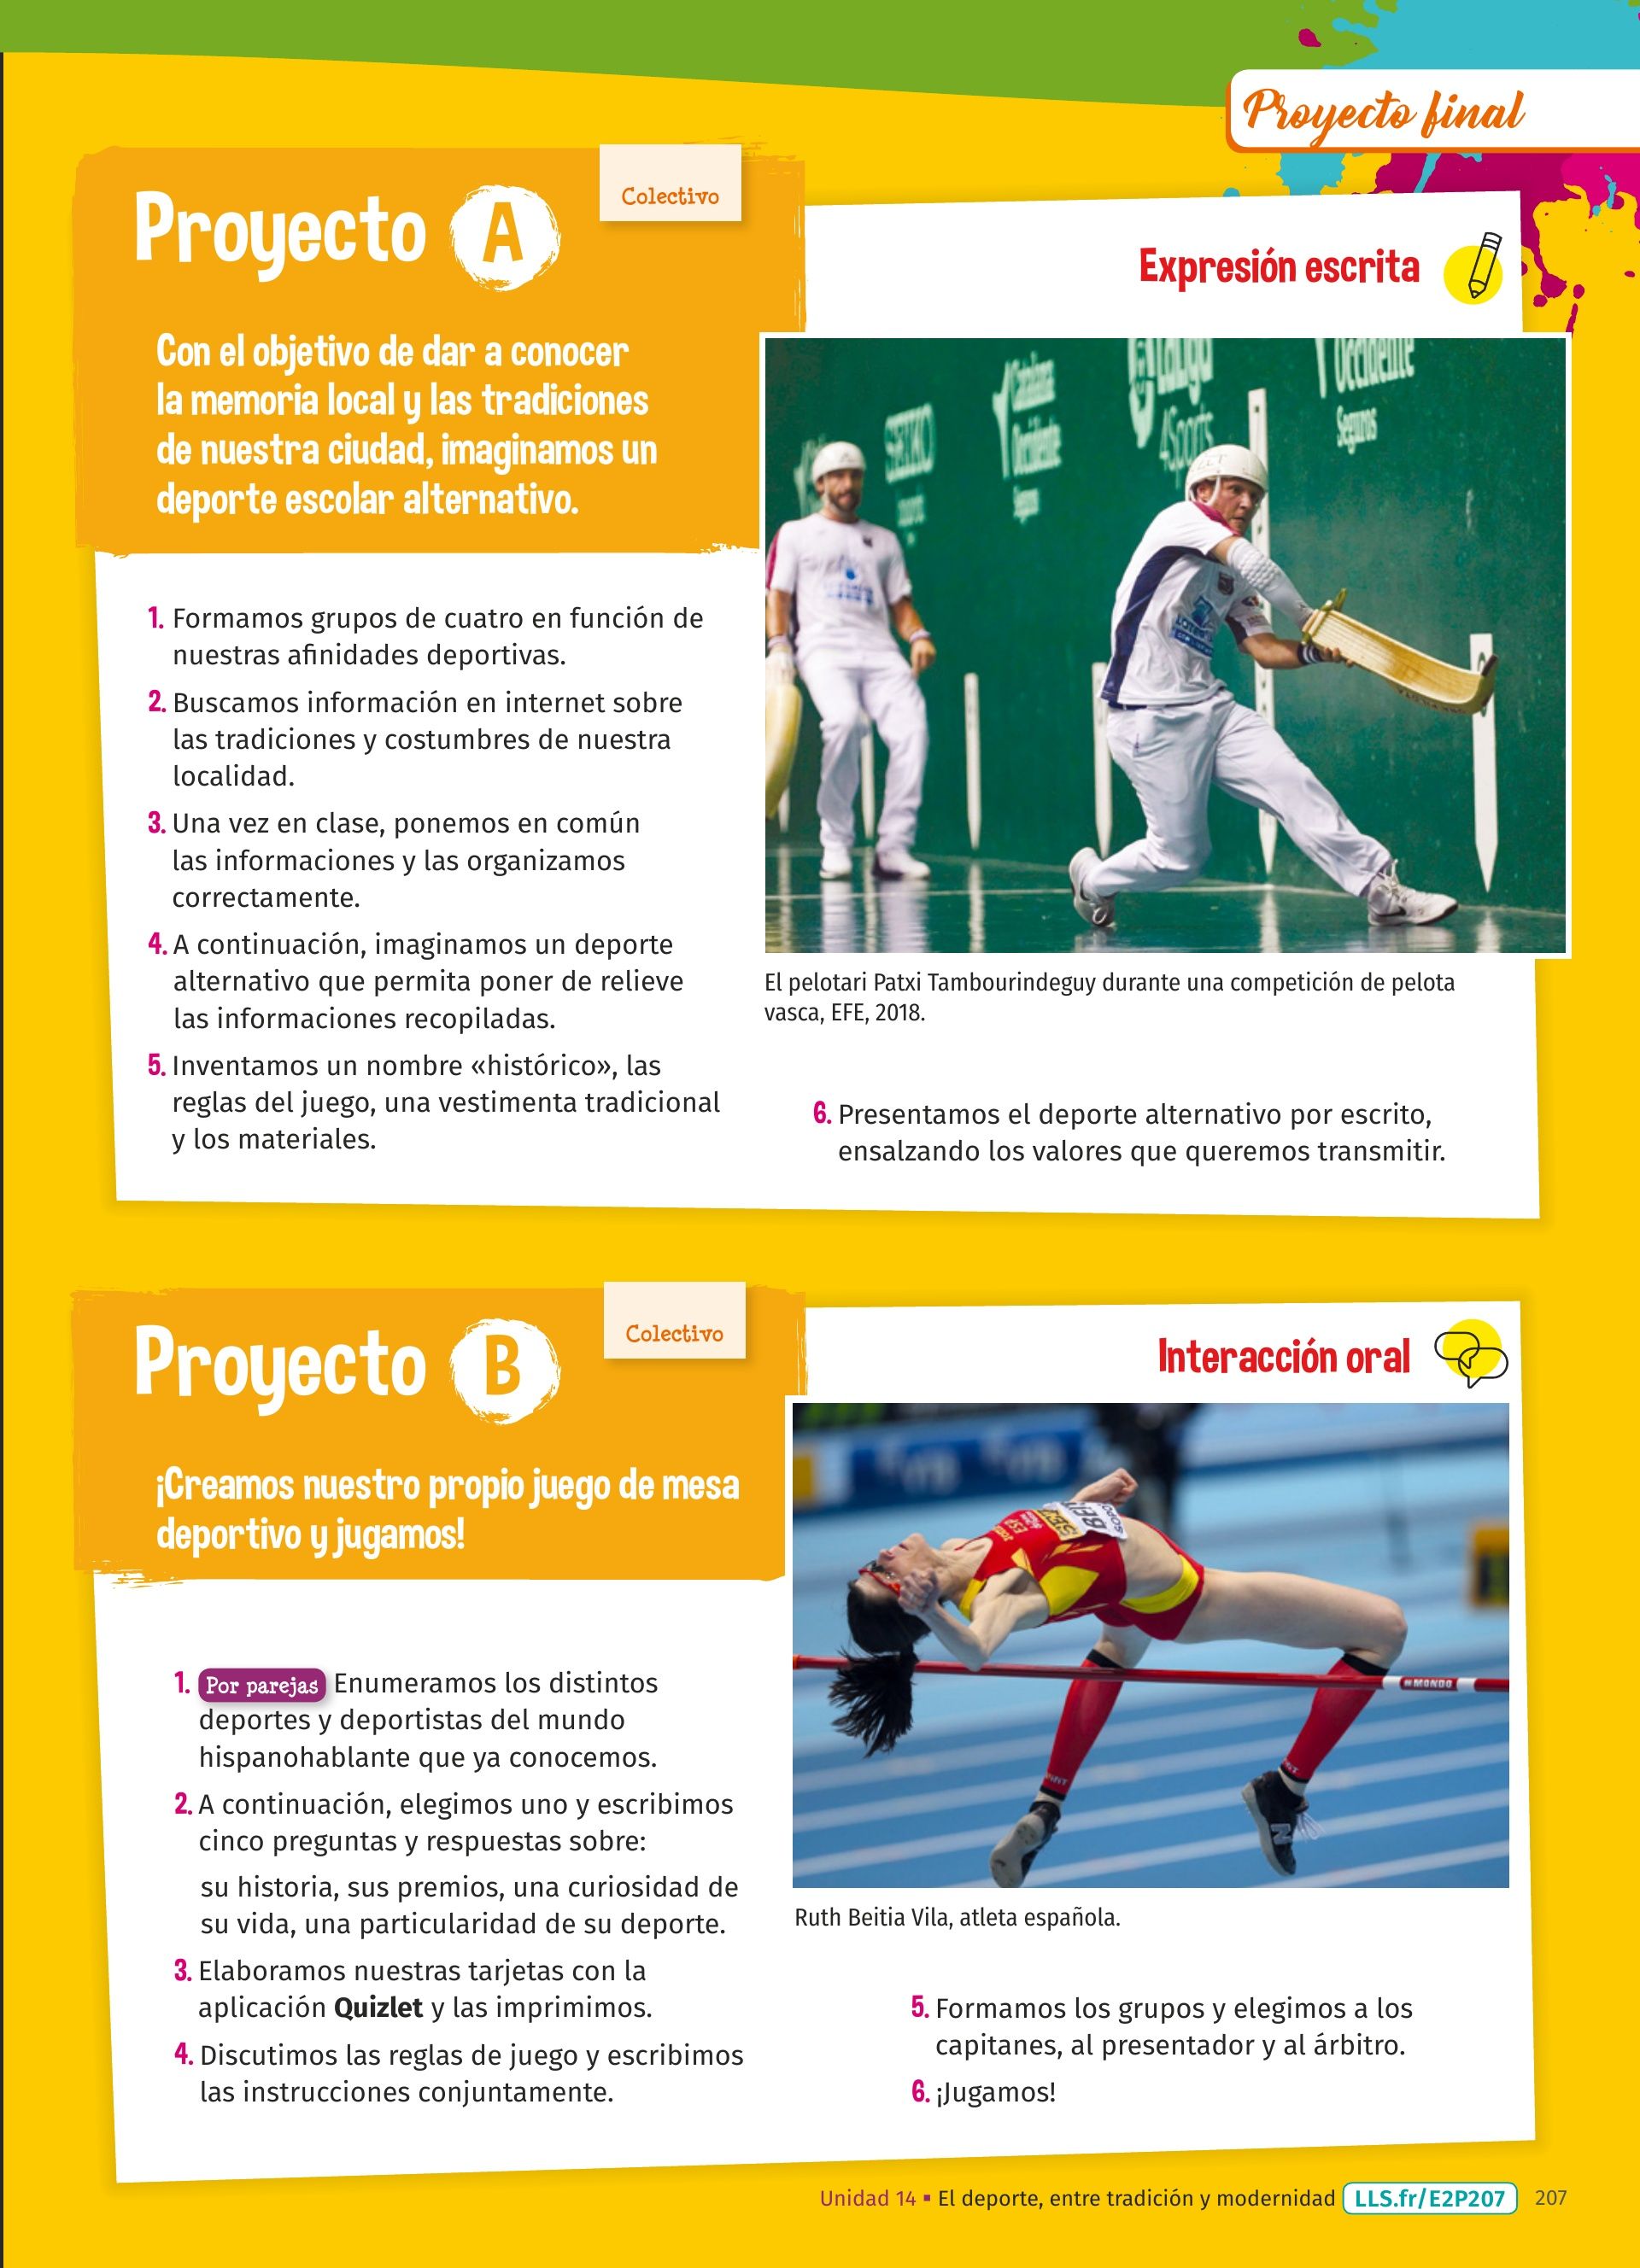 Proyecto final
Proyecto A
Colectivo
Expresión escrita
Con el objetivo de dar a conocer
la memoria local y las tradiciones
de nuestra ciudad, imaginamos un
deporte escolar alternativo.
1. Formamos grupos de cuatro en función de
nuestras afinidades deportivas.
2. Buscamos información en internet sobre
las tradiciones y costumbres de nuestra
localidad.
3. Una vez en clase, ponemos en común
las informaciones y las organizamos
correctamente.
4. A continuación, imaginamos un deporte
alternativo que permita poner de relieve
las informaciones recopiladas.
5. Inventamos un nombre «histórico», las
reglas del juego, una vestimenta tradicional
y los materiales.
SEIKO
Catalana
Occidente
Seguros
LaLiga
4Sports
Occidente
Seguros
El pelotari Patxi Tambourindeguy durante una competición de pelota
vasca, EFE, 2018.
6. Presentamos el deporte alternativo por escrito,
ensalzando los valores que queremos transmitir.
Proyecto B
Colectivo
Interacción oral
¡Creamos nuestro propio juego de mesa
deportivo y jugamos!
1. Por parejas Enumeramos los distintos
deportes y deportistas del mundo
hispanohablante que ya conocemos.
2. A continuación, elegimos uno y escribimos
cinco preguntas y respuestas sobre:
su historia, sus premios, una curiosidad de
su vida, una particularidad de su deporte.
3. Elaboramos nuestras tarjetas con la
aplicación Quizlet y las imprimimos.
4. Discutimos las reglas de juego y escribimos
las instrucciones conjuntamente.
ESP
MONDO
Ruth Beitia Vila, atleta española.
5. Formamos los grupos y elegimos a los
capitanes, al presentador y al árbitro.
6. ¡Jugamos!
Unidad 14 ▪ El deporte, entre tradición y modernidad LLS.fr/E2P207 207